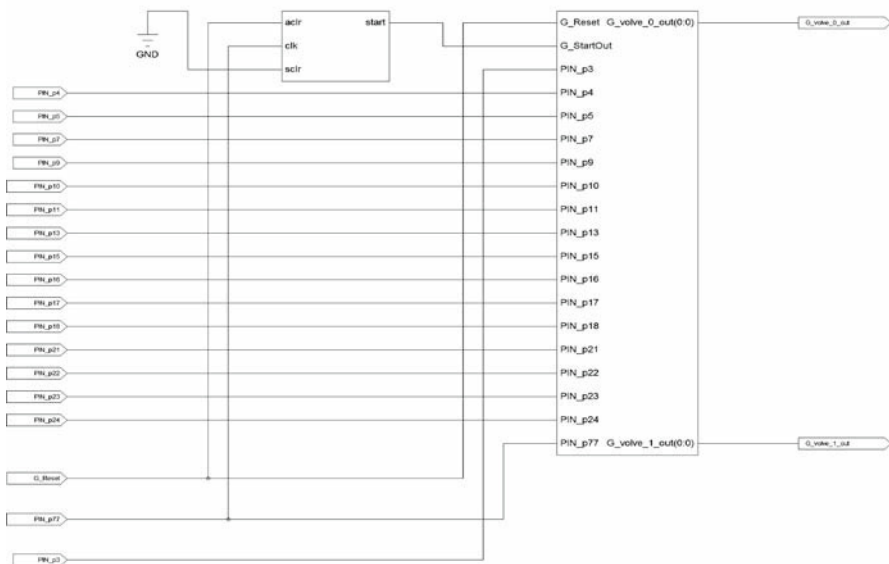 aclr start
clk
sclr
GND
G_Reset G_volve_0_out(0:0)
G_StartOut
PIN_p3
PIN_p4
PIN_p5
PIN_p7
PIN_p9
PIN_p10
PIN_p11
PIN_p13
PIN_p15
PIN_p16
PIN_p17
PIN_p18
PIN_p21
PIN_p22
PIN_p23
PIN_p24
PIN_p77 G_volve_1_out(0:0)
G_volve_0_out
G_volve_1_out
PIN_p4
PIN_p5
PIN_p7
PIN_p9
PIN_p10
PIN_p11
PIN_p13
PIN_p15
PIN_p16
PIN_p17
PIN_p18
PIN_p21
PIN_p22
PIN_p23
PIN_p24
G_Reset
PIN_p77
PIN_p3